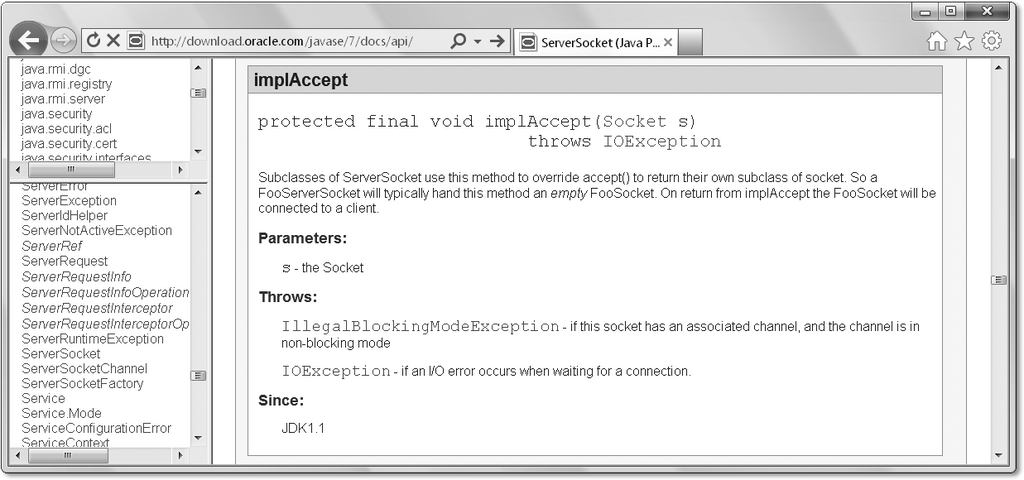 http://download.oracle.com/javase/7/docs/api/
ServerSocket (Java P...
java.rmi.dgc
java.rmi.registry
java.rmi.server
java.security
java.security.acl
java.security.cert
java.security.interfaces
ServerError
ServerException
ServerIdHelper
ServerNotActiveException
ServerRef
ServerRequest
ServerRequestInfo
ServerRequestInfoOperation
ServerRequestInterceptor
ServerRequestInterceptorOp
ServerRuntimeException
ServerSocket
ServerSocketChannel
ServerSocketFactory
Service
Service.Mode
ServiceConfigurationError
ServiceContext
implAccept
protected final void implAccept(Socket s)
throws IOException
Subclasses of ServerSocket use this method to override accept() to return their own subclass of socket. So a
FooServerSocket will typically hand this method an empty FooSocket. On return from implAccept the FooSocket will be
connected to a client.
Parameters:
s - the Socket
Throws:
IllegalBlockingModeException - if this socket has an associated channel, and the channel is in
non-blocking mode
IOException - if an I/O error occurs when waiting for a connection.
Since:
JDK1.1